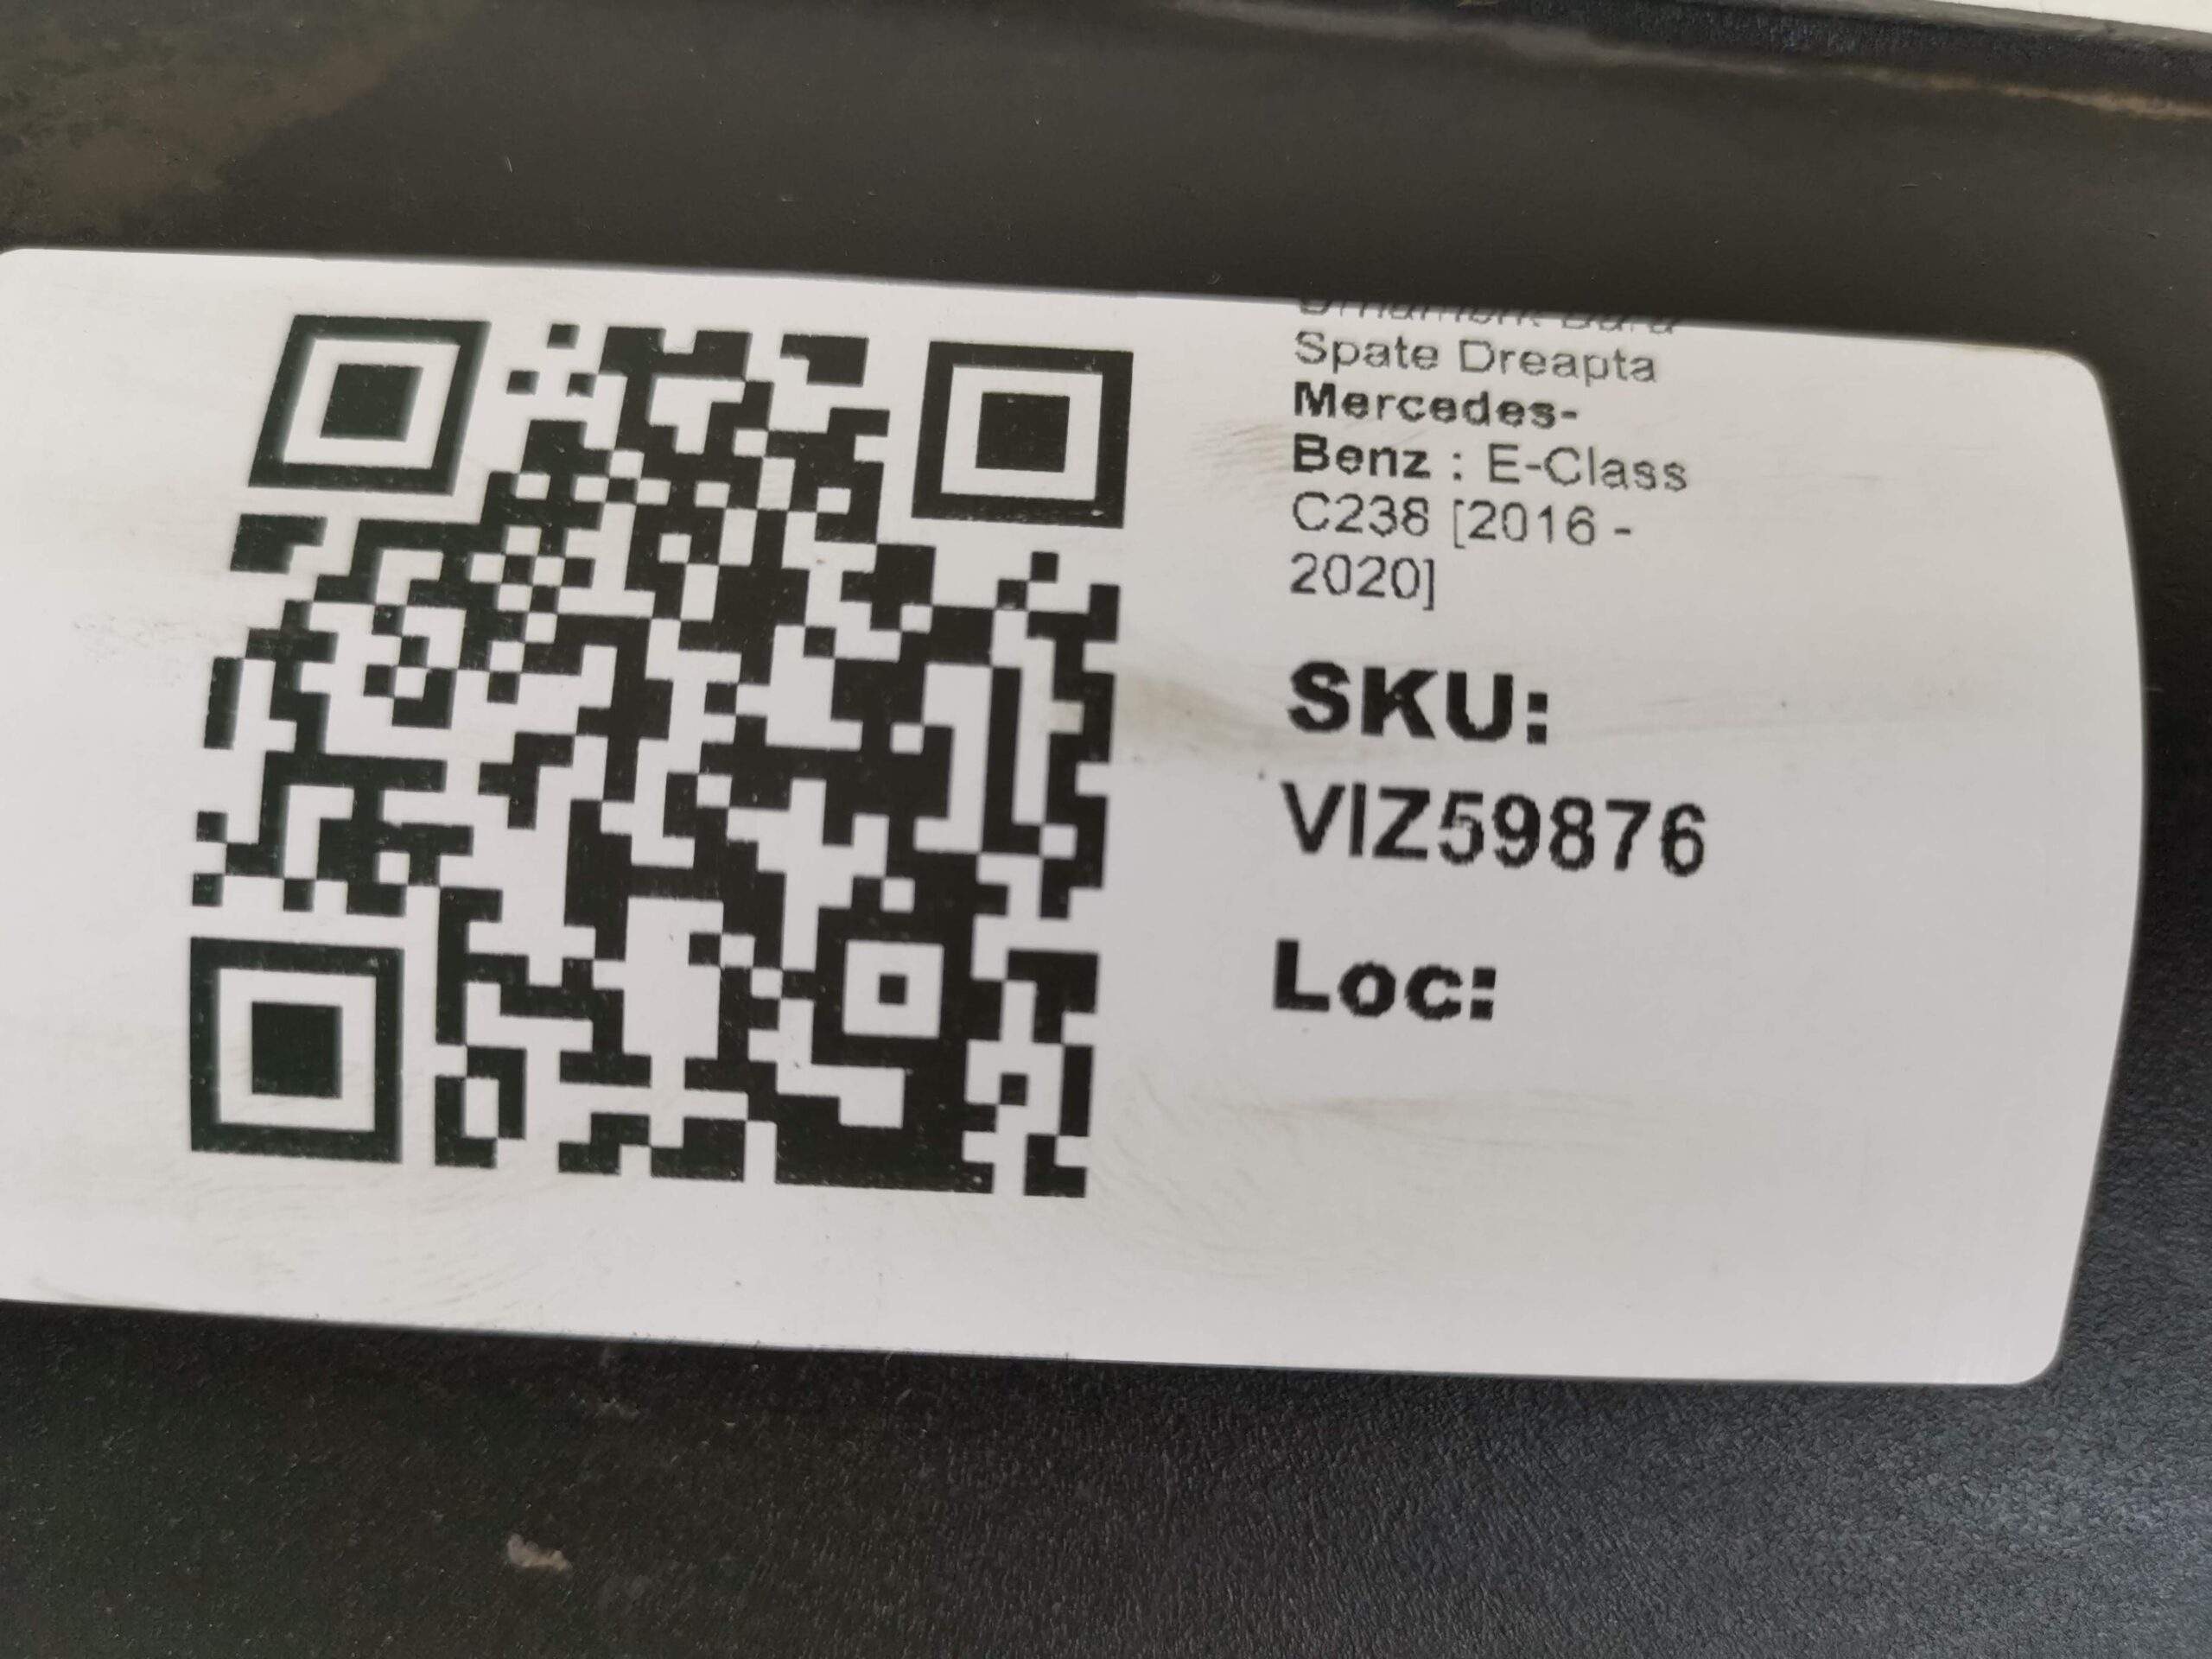 Spate Dreapta
Mercedes-
Benz : E-Class
C238 [2016 -
2020]
SKU:
VIZ59876
Loc: